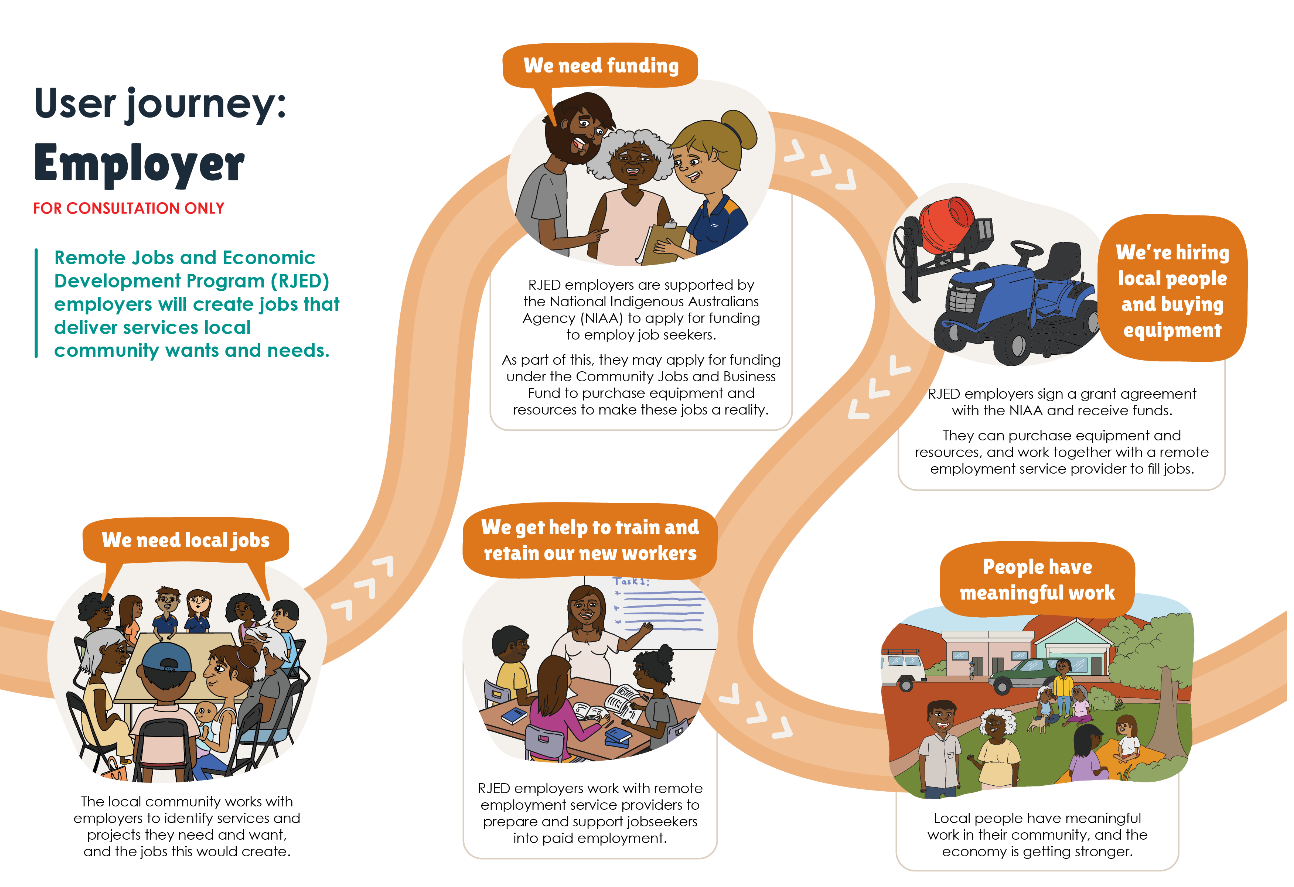 User journey:
Employer
FOR CONSULTATION ONLY
Remote Jobs and Economic
Development Program (RJED)
employers will create jobs that
deliver services local
community wants and needs.
We need local jobs
The local community works with
employers to identify services and
projects they need and want,
and the jobs this would create.
We need funding
RJED employers are supported by
the National Indigenous Australians
Agency (NIAA) to apply for funding
to employ job seekers.
As part of this, they may apply for funding
under the Community Jobs and Business
Fund to purchase equipment and
resources to make these jobs a reality.
We're hiring
local people
and buying
equipment
RJED employers sign a grant agreement
with the NIAA and receive funds.
They can purchase equipment and
resources, and work together with a remote
employment service provider to fill jobs.
We get help to train and
retain our new workers
Task1:
RJED employers work with remote
employment service providers to
prepare and support jobseekers
into paid employment.
People have
meaningful work
Local people have meaningful
work in their community, and the
economy is getting stronger.